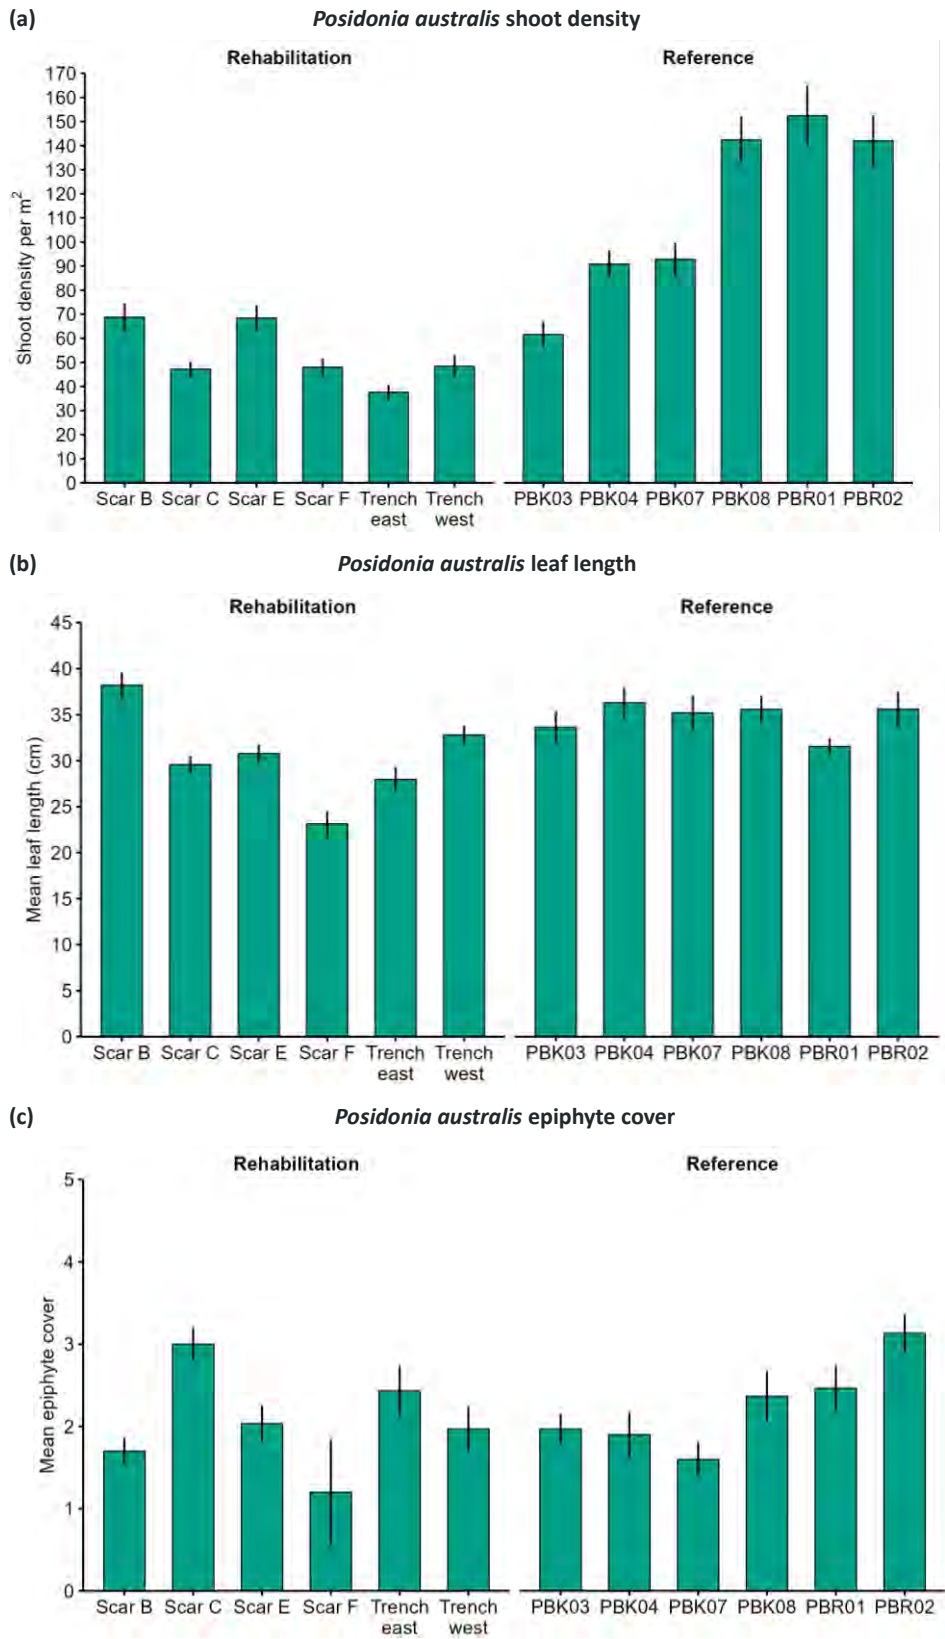 (a) Posidonia australis shoot density
Rehabilitation Reference
Shoot density per m²
170
160
150
140
130
120
110
100
90
80
70
60
50
40
30
20
10
0
Scar B Scar C Scar E Scar F Trench east Trench west PBK03 PBK04 PBK07 PBK08 PBR01 PBR02
(b) Posidonia australis leaf length
Rehabilitation Reference
Mean leaf length (cm)
45
40
35
30
25
20
15
10
5
0
Scar B Scar C Scar E Scar F Trench east Trench west PBK03 PBK04 PBK07 PBK08 PBR01 PBR02
(c) Posidonia australis epiphyte cover
Rehabilitation Reference
Mean epiphyte cover
5
4
3
2
1
0
Scar B Scar C Scar E Scar F Trench east Trench west PBK03 PBK04 PBK07 PBK08 PBR01 PBR02